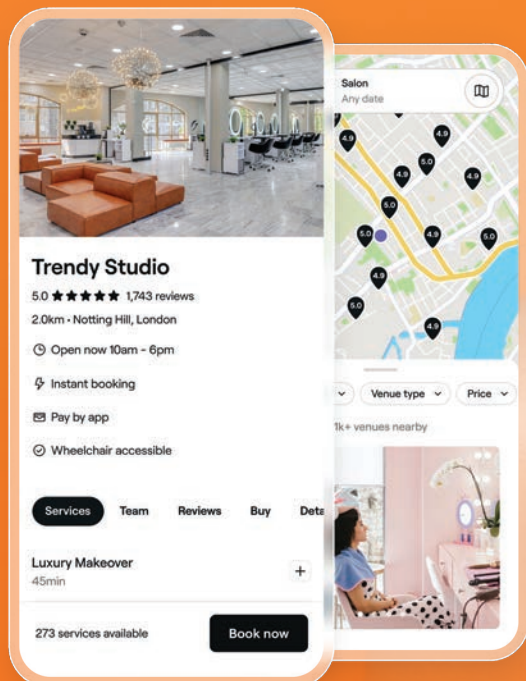 Trendy Studio
5.0 ★★★★★ 1,743 reviews
2.0km • Notting Hill, London
Open now 10am – 6pm
Instant booking
Pay by app
Wheelchair accessible
Services Team Reviews Buy Deta
Luxury Makeover
45min
+
273 services available
Book now
Salon
Any date
4.9
4.9
5.0
4.9
4.9
5.0
5.0
4.9
5.0
4.9
5.0
4.9
Venue type
Price
1k+ venues nearby